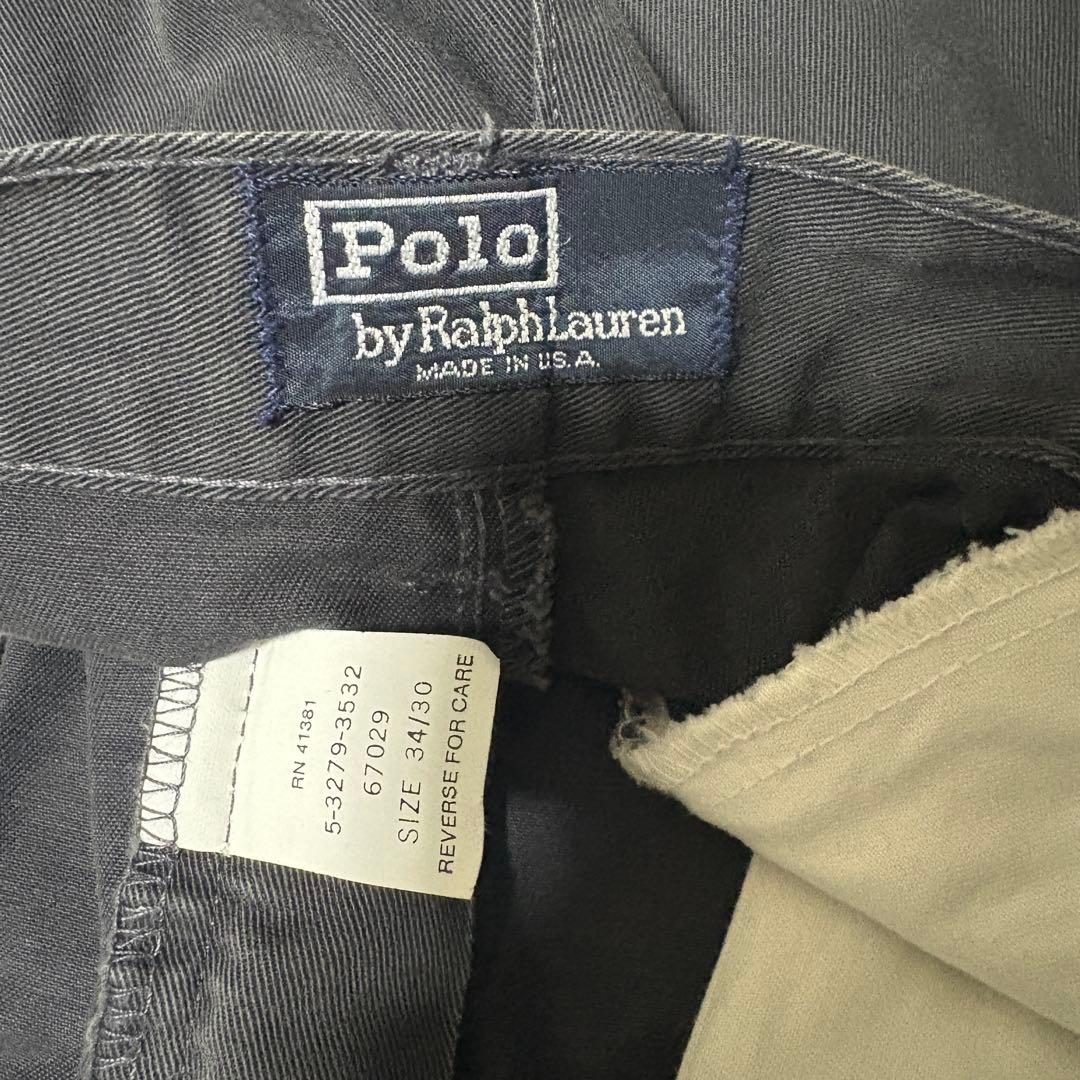 Polo
by Ralph Lauren
MADE IN U.S.A.
RN 41381
5-3279-3532
67029
SIZE 34/30
REVERSE FOR CARE